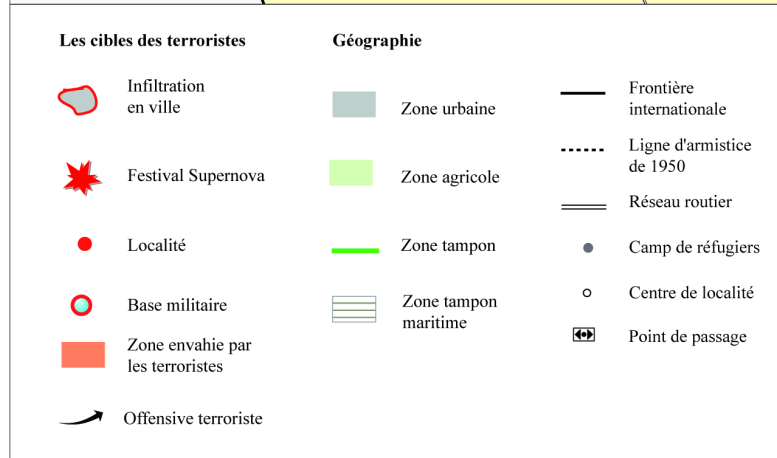 Les cibles des terroristes
Infiltration
en ville
Festival Supernova
Localité
Base militaire
Zone envahie par
les terroristes
Offensive terroriste
Géographie
Zone urbaine
Zone agricole
Zone tampon
Zone tampon
maritime
Frontière
internationale
Ligne d'armistice
de 1950
Réseau routier
Camp de réfugiers
Centre de localité
Point de passage